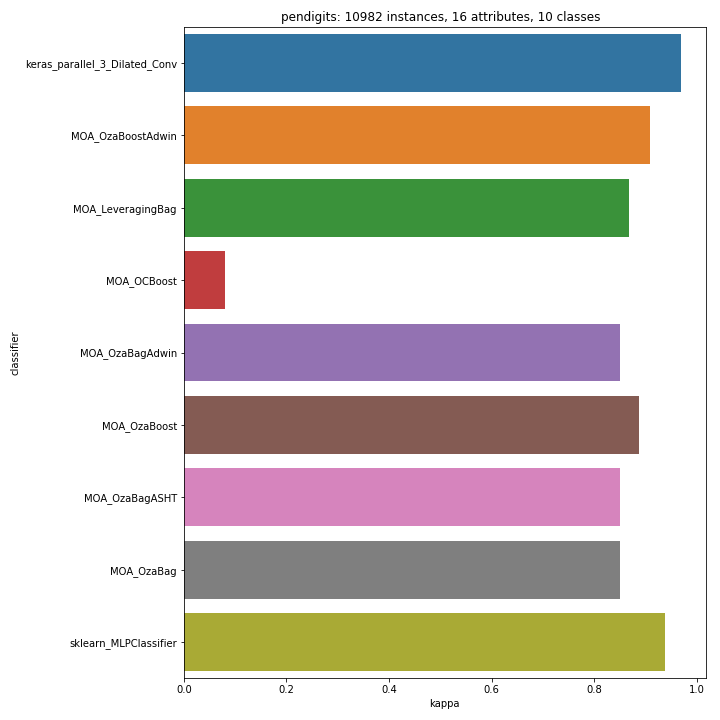 pendigits: 10982 instances, 16 attributes, 10 classes
classifier
keras_parallel_3_Dilated_Conv
MOA_OzaBoostAdwin
MOA_LeveragingBag
MOA_OCBoost
MOA_OzaBagAdwin
MOA_OzaBoost
MOA_OzaBagASHT
MOA_OzaBag
sklearn_MLPClassifier
0.0 0.2 0.4 0.6 0.8 1.0
kappa